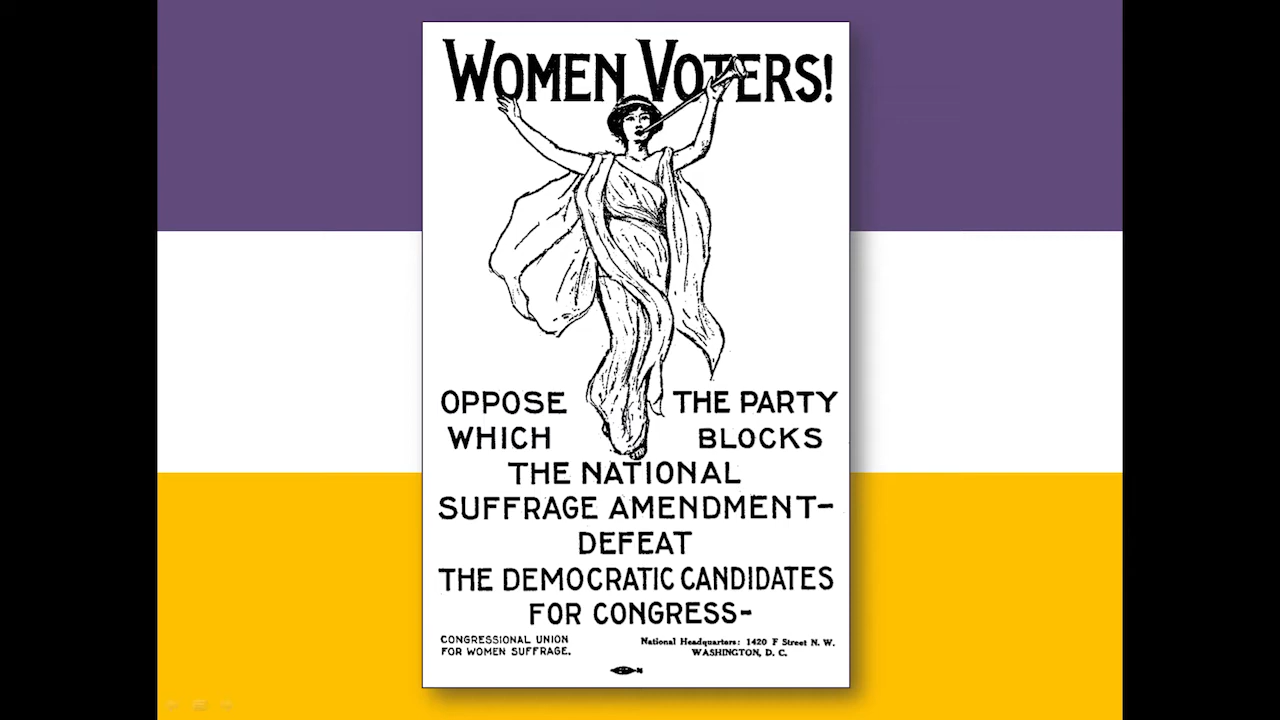 WOMEN VOTERS!
OPPOSE THE PARTY
WHICH BLOCKS
THE NATIONAL
SUFFRAGE AMENDMENT-
DEFEAT
THE DEMOCRATIC CANDIDATES
FOR CONGRESS-
CONGRESSIONAL UNION
FOR WOMEN SUFFRAGE.
National Headquarters: 1420 F Street N. W.
WASHINGTON, D. C.